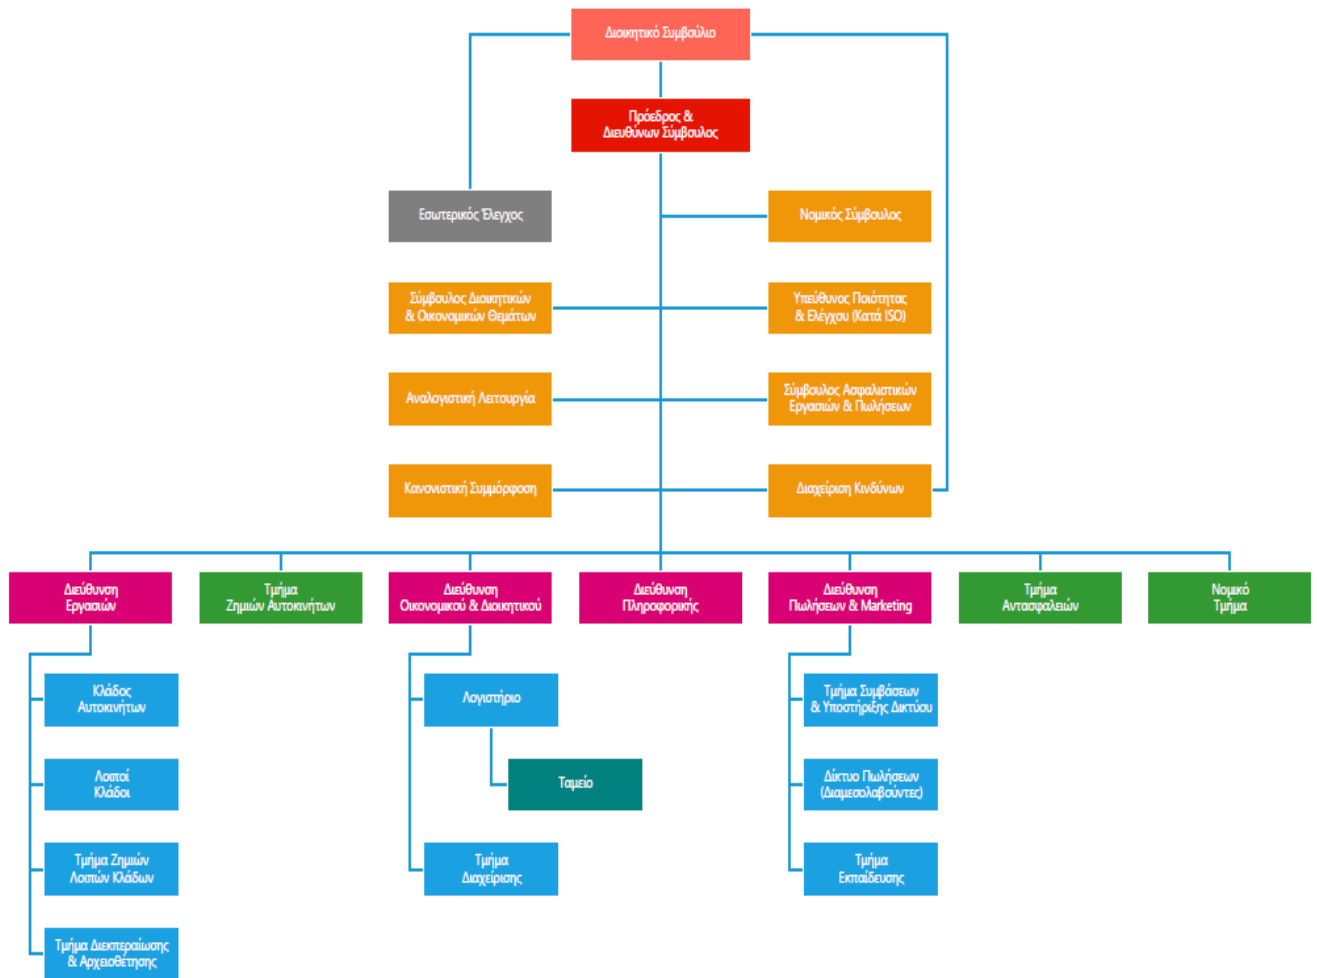 Διοικητικό Συμβούλιο
Πρόεδρος &
Διευθύνων Σύμβουλος
Εσωτερικός Έλεγχος
Νομικός Σύμβουλος
Σύμβουλος Διοικητικών
& Οικονομικών Θεμάτων
Υπεύθυνος Ποιότητας
& Ελέγχου (Κατά ISO)
Αναλογιστική Λειτουργία
Σύμβουλος Ασφαλιστικών
Εργασιών & Πωλήσεων
Κανονιστική Συμμόρφοση
Διαχείριση Κινδύνων
Διεύθυνση
Εργασιών
Τμήμα
Ζημιών Αυτοκινήτων
Διεύθυνση
Οικονομικού & Διοικητικού
Διεύθυνση
Πληροφορικής
Διεύθυνση
Πωλήσεων & Marketing
Τμήμα
Αντασφαλειών
Νομικό
Τμήμα
Κλάδος
Αυτοκινήτων
Λοιποί
Κλάδοι
Τμήμα Ζημιών
Λοιπών Κλάδων
Τμήμα Διεκπεραίωσης
& Αρχειοθέτησης
Λογιστήριο
Ταμείο
Τμήμα
Διαχείρισης
Τμήμα Συμβάσεων
& Υποστήριξης Δικτύου
Δίκτυο Πωλήσεων
(Διαμεσολαβούντες)
Τμήμα
Εκπαίδευσης